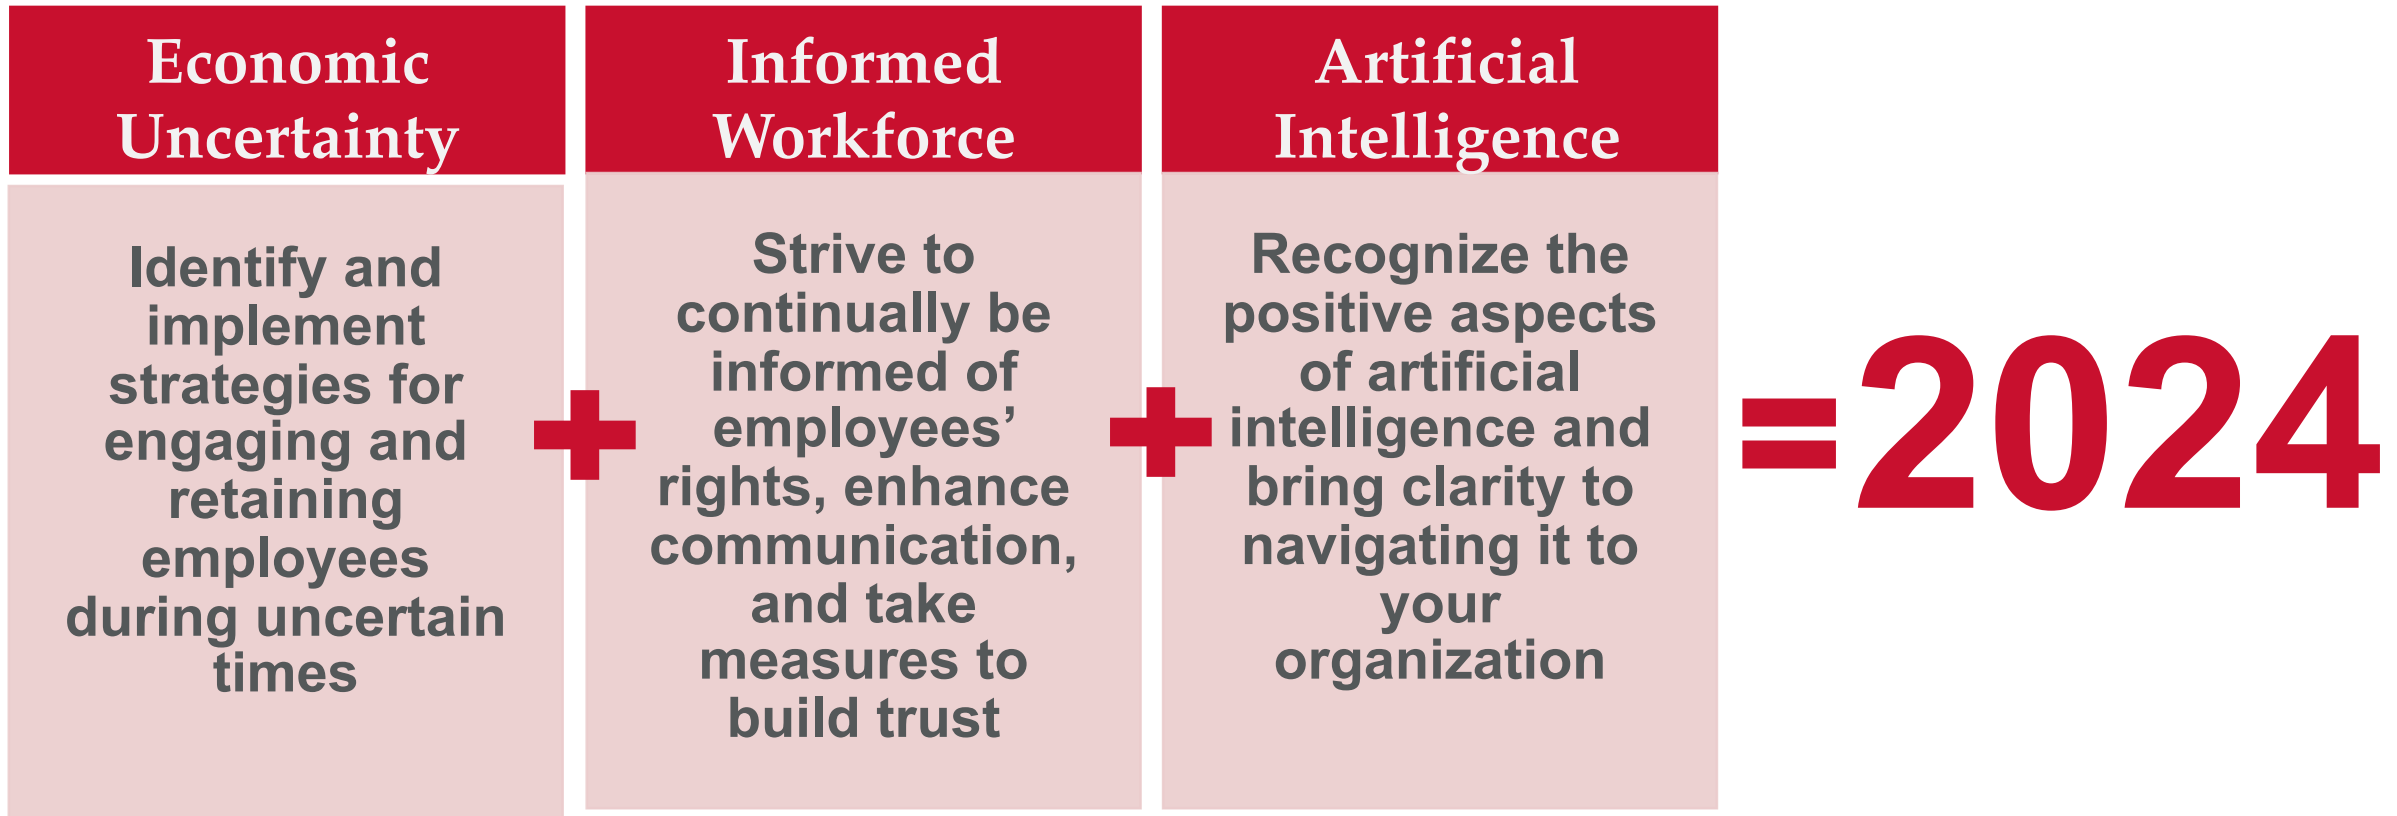 Economic
Uncertainty
Identify and
implement
strategies for
engaging and
retaining
employees
during uncertain
times
+
Informed
Workforce
Strive to
continually be
informed of
employees’
rights, enhance
communication,
and take
measures to
build trust
+
Artificial
Intelligence
Recognize the
positive aspects
of artificial
intelligence and
bring clarity to
navigating it to
your
organization
=2024